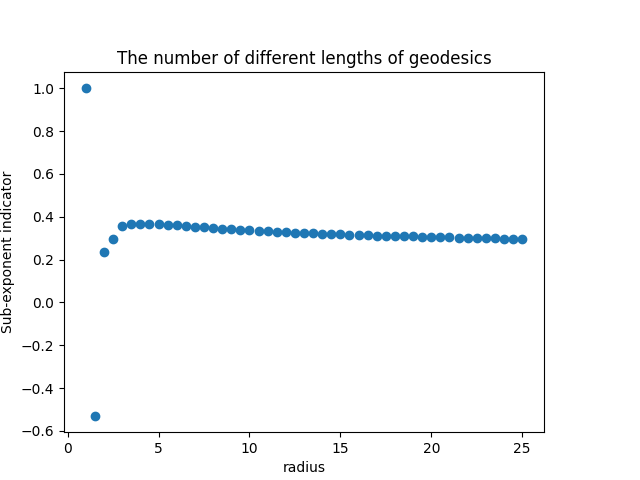 The number of different lengths of geodesics
Sub-exponent indicator
1.0
0.8
0.6
0.4
0.2
0.0
−0.2
−0.4
−0.6
0 5 10 15 20 25
radius